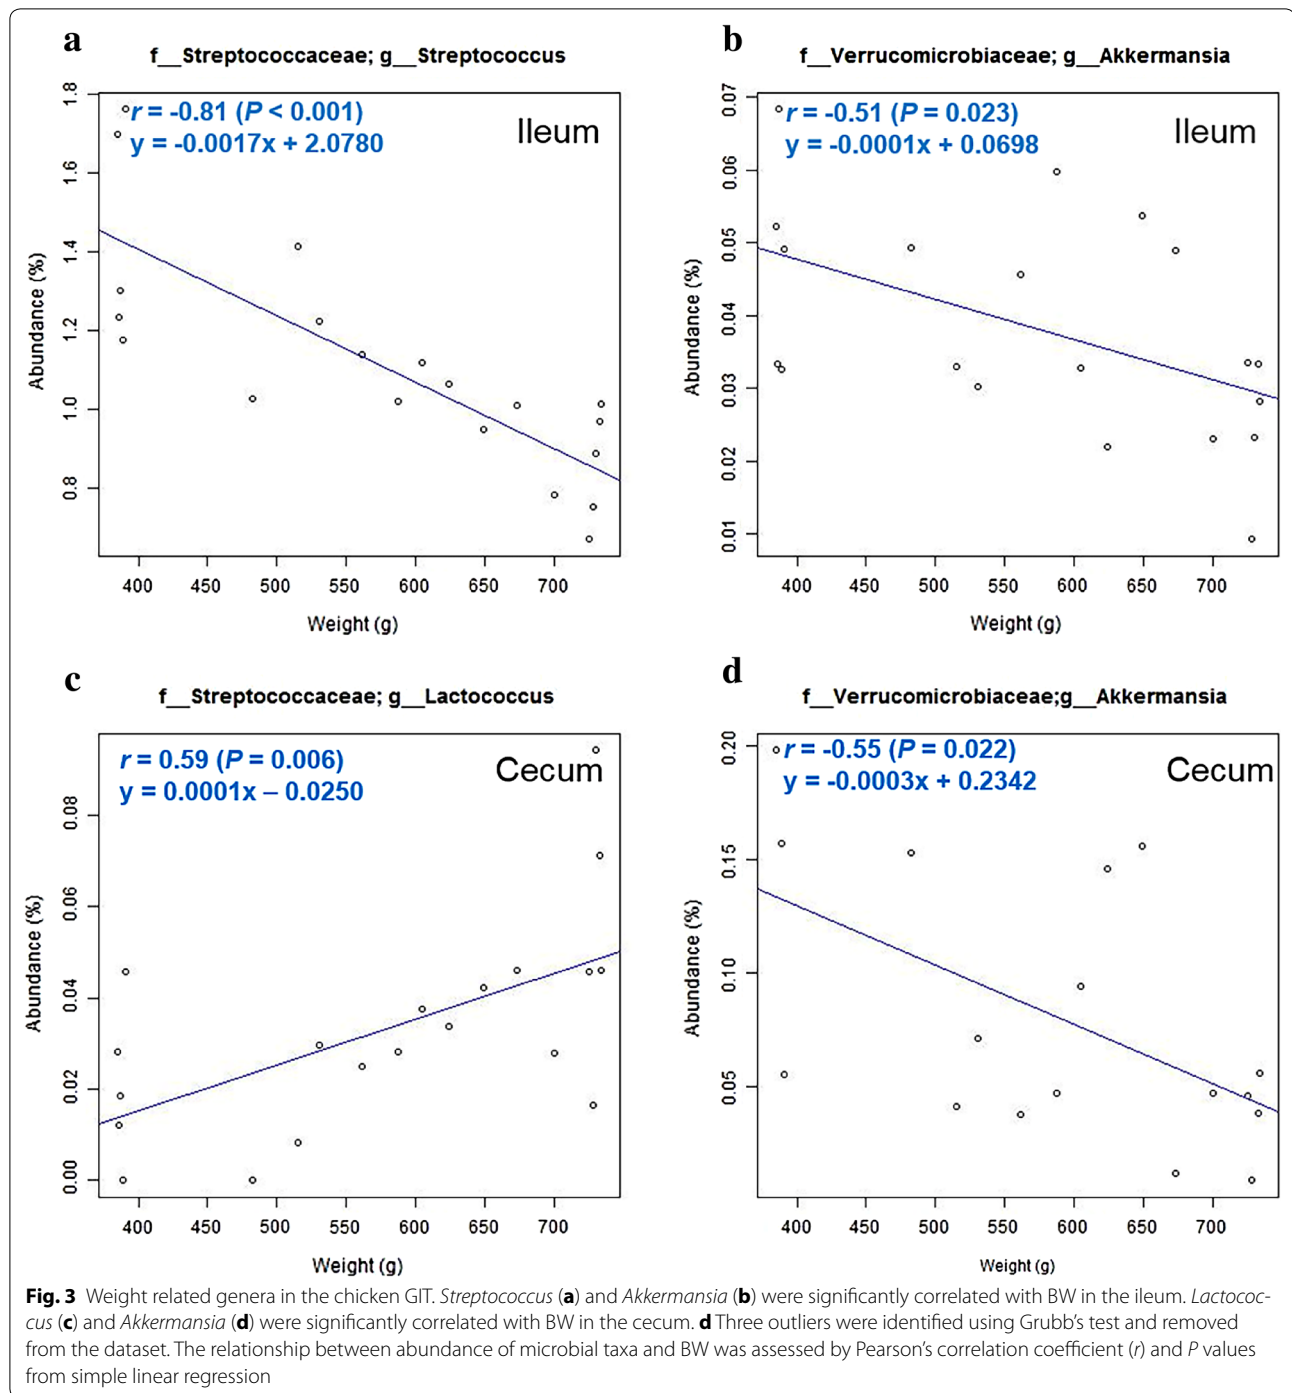 a
f__Streptococcaceae; g__Streptococcus
r = -0.81 (P < 0.001)
y = -0.0017x + 2.0780
Ileum
Abundance (%)
1.8
1.6
1.4
1.2
1.0
0.8
400 450 500 550 600 650 700
Weight (g)
b
f__Verrucomicrobiaceae; g__Akkermansia
r = -0.51 (P = 0.023)
y = -0.0001x + 0.0698
Ileum
Abundance (%)
0.07
0.06
0.05
0.04
0.03
0.02
0.01
400 450 500 550 600 650 700
Weight (g)
c
f__Streptococcaceae; g__Lactococcus
r = 0.59 (P = 0.006)
y = 0.0001x – 0.0250
Cecum
Abundance (%)
0.08
0.06
0.04
0.02
0.00
400 450 500 550 600 650 700
Weight (g)
d
f__Verrucomicrobiaceae;g__Akkermansia
r = -0.55 (P = 0.022)
y = -0.0003x + 0.2342
Cecum
Abundance (%)
0.20
0.15
0.10
0.05
400 450 500 550 600 650 700
Weight (g)
Fig. 3 Weight related genera in the chicken GIT. Streptococcus (a) and Akkermansia (b) were significantly correlated with BW in the ileum. Lactococ-
cus (c) and Akkermansia (d) were significantly correlated with BW in the cecum. d Three outliers were identified using Grubb's test and removed
from the dataset. The relationship between abundance of microbial taxa and BW was assessed by Pearson's correlation coefficient (r) and P values
from simple linear regression